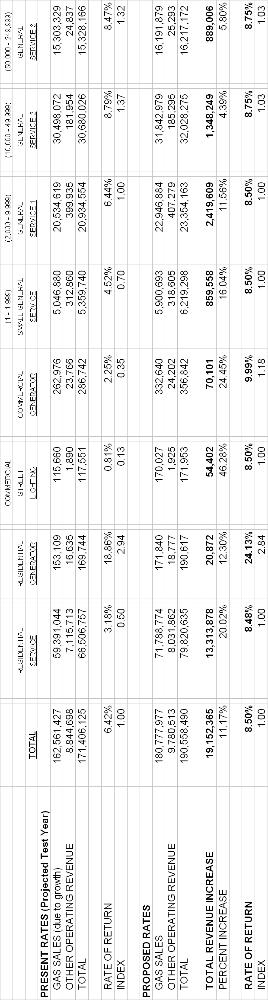 COMMERCIAL (1 - 1,999) (2,000 - 9,999) (10,000 - 49,999) (50,000 - 249,999)
RESIDENTIAL RESIDENTIAL STREET COMMERCIAL SMALL GENERAL GENERAL GENERAL GENERAL
TOTAL SERVICE GENERATOR LIGHTING GENERATOR SERVICE SERVICE 1 SERVICE 2 SERVICE 3
PRESENT RATES (Projected Test Year)
GAS SALES (due to growth) 162,561,427 59,391,044 153,109 115,660 262,976 5,046,880 20,534,619 30,498,072 15,303,329
OTHER OPERATING REVENUE 8,844,698 7,115,713 16,635 1,890 23,766 312,860 399,935 181,954 24,837
TOTAL 171,406,125 66,506,757 169,744 117,551 286,742 5,359,740 20,934,554 30,680,026 15,328,166
RATE OF RETURN 6.42% 3.18% 18.86% 0.81% 2.25% 4.52% 6.44% 8.79% 8.47%
INDEX 1.00 0.50 2.94 0.13 0.35 0.70 1.00 1.37 1.32
PROPOSED RATES
GAS SALES 180,777,977 71,788,774 171,840 170,027 332,640 5,900,693 22,946,884 31,842,979 16,191,879
OTHER OPERATING REVENUE 9,780,513 8,031,862 18,777 1,925 24,202 318,605 407,279 185,295 25,293
TOTAL 190,558,490 79,820,635 190,617 171,953 356,842 6,219,298 23,354,163 32,028,275 16,217,172
TOTAL REVENUE INCREASE 19,152,365 13,313,878 20,872 54,402 70,101 859,558 2,419,609 1,348,249 889,006
PERCENT INCREASE 11.17% 20.02% 12.30% 46.28% 24.45% 16.04% 11.56% 4.39% 5.80%
RATE OF RETURN 8.50% 8.48% 24.13% 8.50% 9.99% 8.50% 8.50% 8.75% 8.75%
INDEX 1.00 1.00 2.84 1.00 1.18 1.00 1.00 1.03 1.03